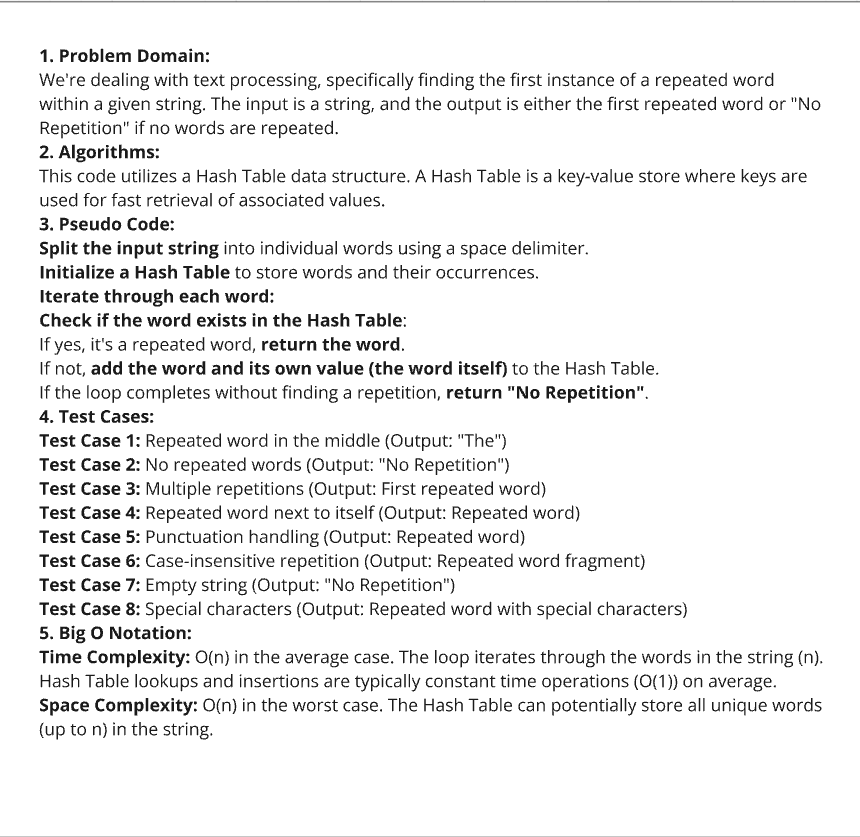 1. Problem Domain:
We're dealing with text processing, specifically finding the first instance of a repeated word
within a given string. The input is a string, and the output is either the first repeated word or "No
Repetition" if no words are repeated.
2. Algorithms:
This code utilizes a Hash Table data structure. A Hash Table is a key-value store where keys are
used for fast retrieval of associated values.
3. Pseudo Code:
Split the input string into individual words using a space delimiter.
Initialize a Hash Table to store words and their occurrences.
Iterate through each word:
Check if the word exists in the Hash Table:
If yes, it's a repeated word, return the word.
If not, add the word and its own value (the word itself) to the Hash Table.
If the loop completes without finding a repetition, return "No Repetition".
4. Test Cases:
Test Case 1: Repeated word in the middle (Output: "The")
Test Case 2: No repeated words (Output: "No Repetition")
Test Case 3: Multiple repetitions (Output: First repeated word)
Test Case 4: Repeated word next to itself (Output: Repeated word)
Test Case 5: Punctuation handling (Output: Repeated word)
Test Case 6: Case-insensitive repetition (Output: Repeated word fragment)
Test Case 7: Empty string (Output: "No Repetition")
Test Case 8: Special characters (Output: Repeated word with special characters)
5. Big O Notation:
Time Complexity: O(n) in the average case. The loop iterates through the words in the string (n).
Hash Table lookups and insertions are typically constant time operations (O(1)) on average.
Space Complexity: O(n) in the worst case. The Hash Table can potentially store all unique words
(up to n) in the string.